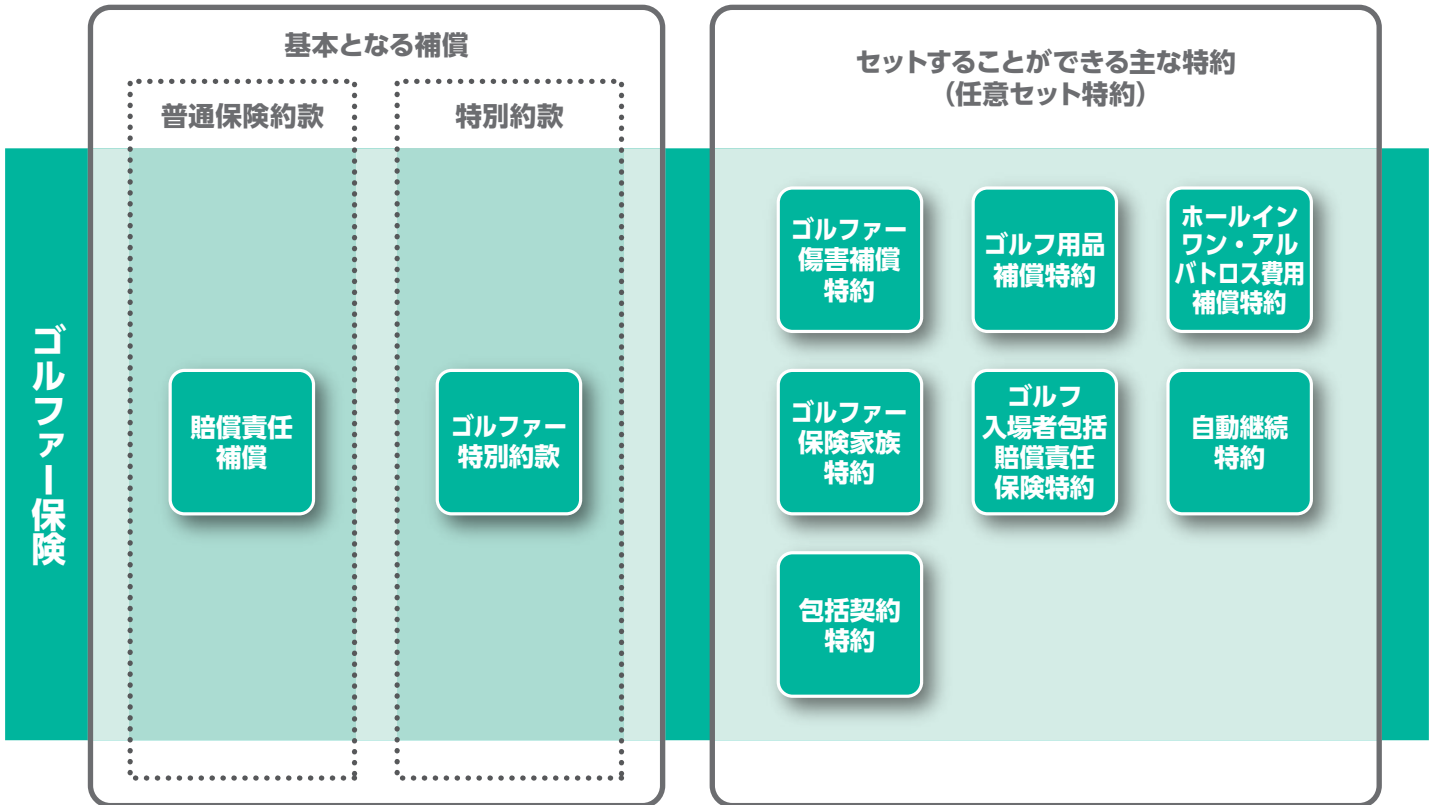 基本となる補償
普通保険約款
特別約款
セットすることができる主な特約
(任意セット特約)
ゴルファー保険
賠償責任
補償
ゴルファー
特別約款
ゴルファー
傷害補償
特約
ゴルフ用品
補償特約
ホールイン
ワン・アル
バトロス費用
補償特約
ゴルファー
保険家族
特約
ゴルフ
入場者包括
賠償責任
保険特約
自動継続
特約
包括契約
特約